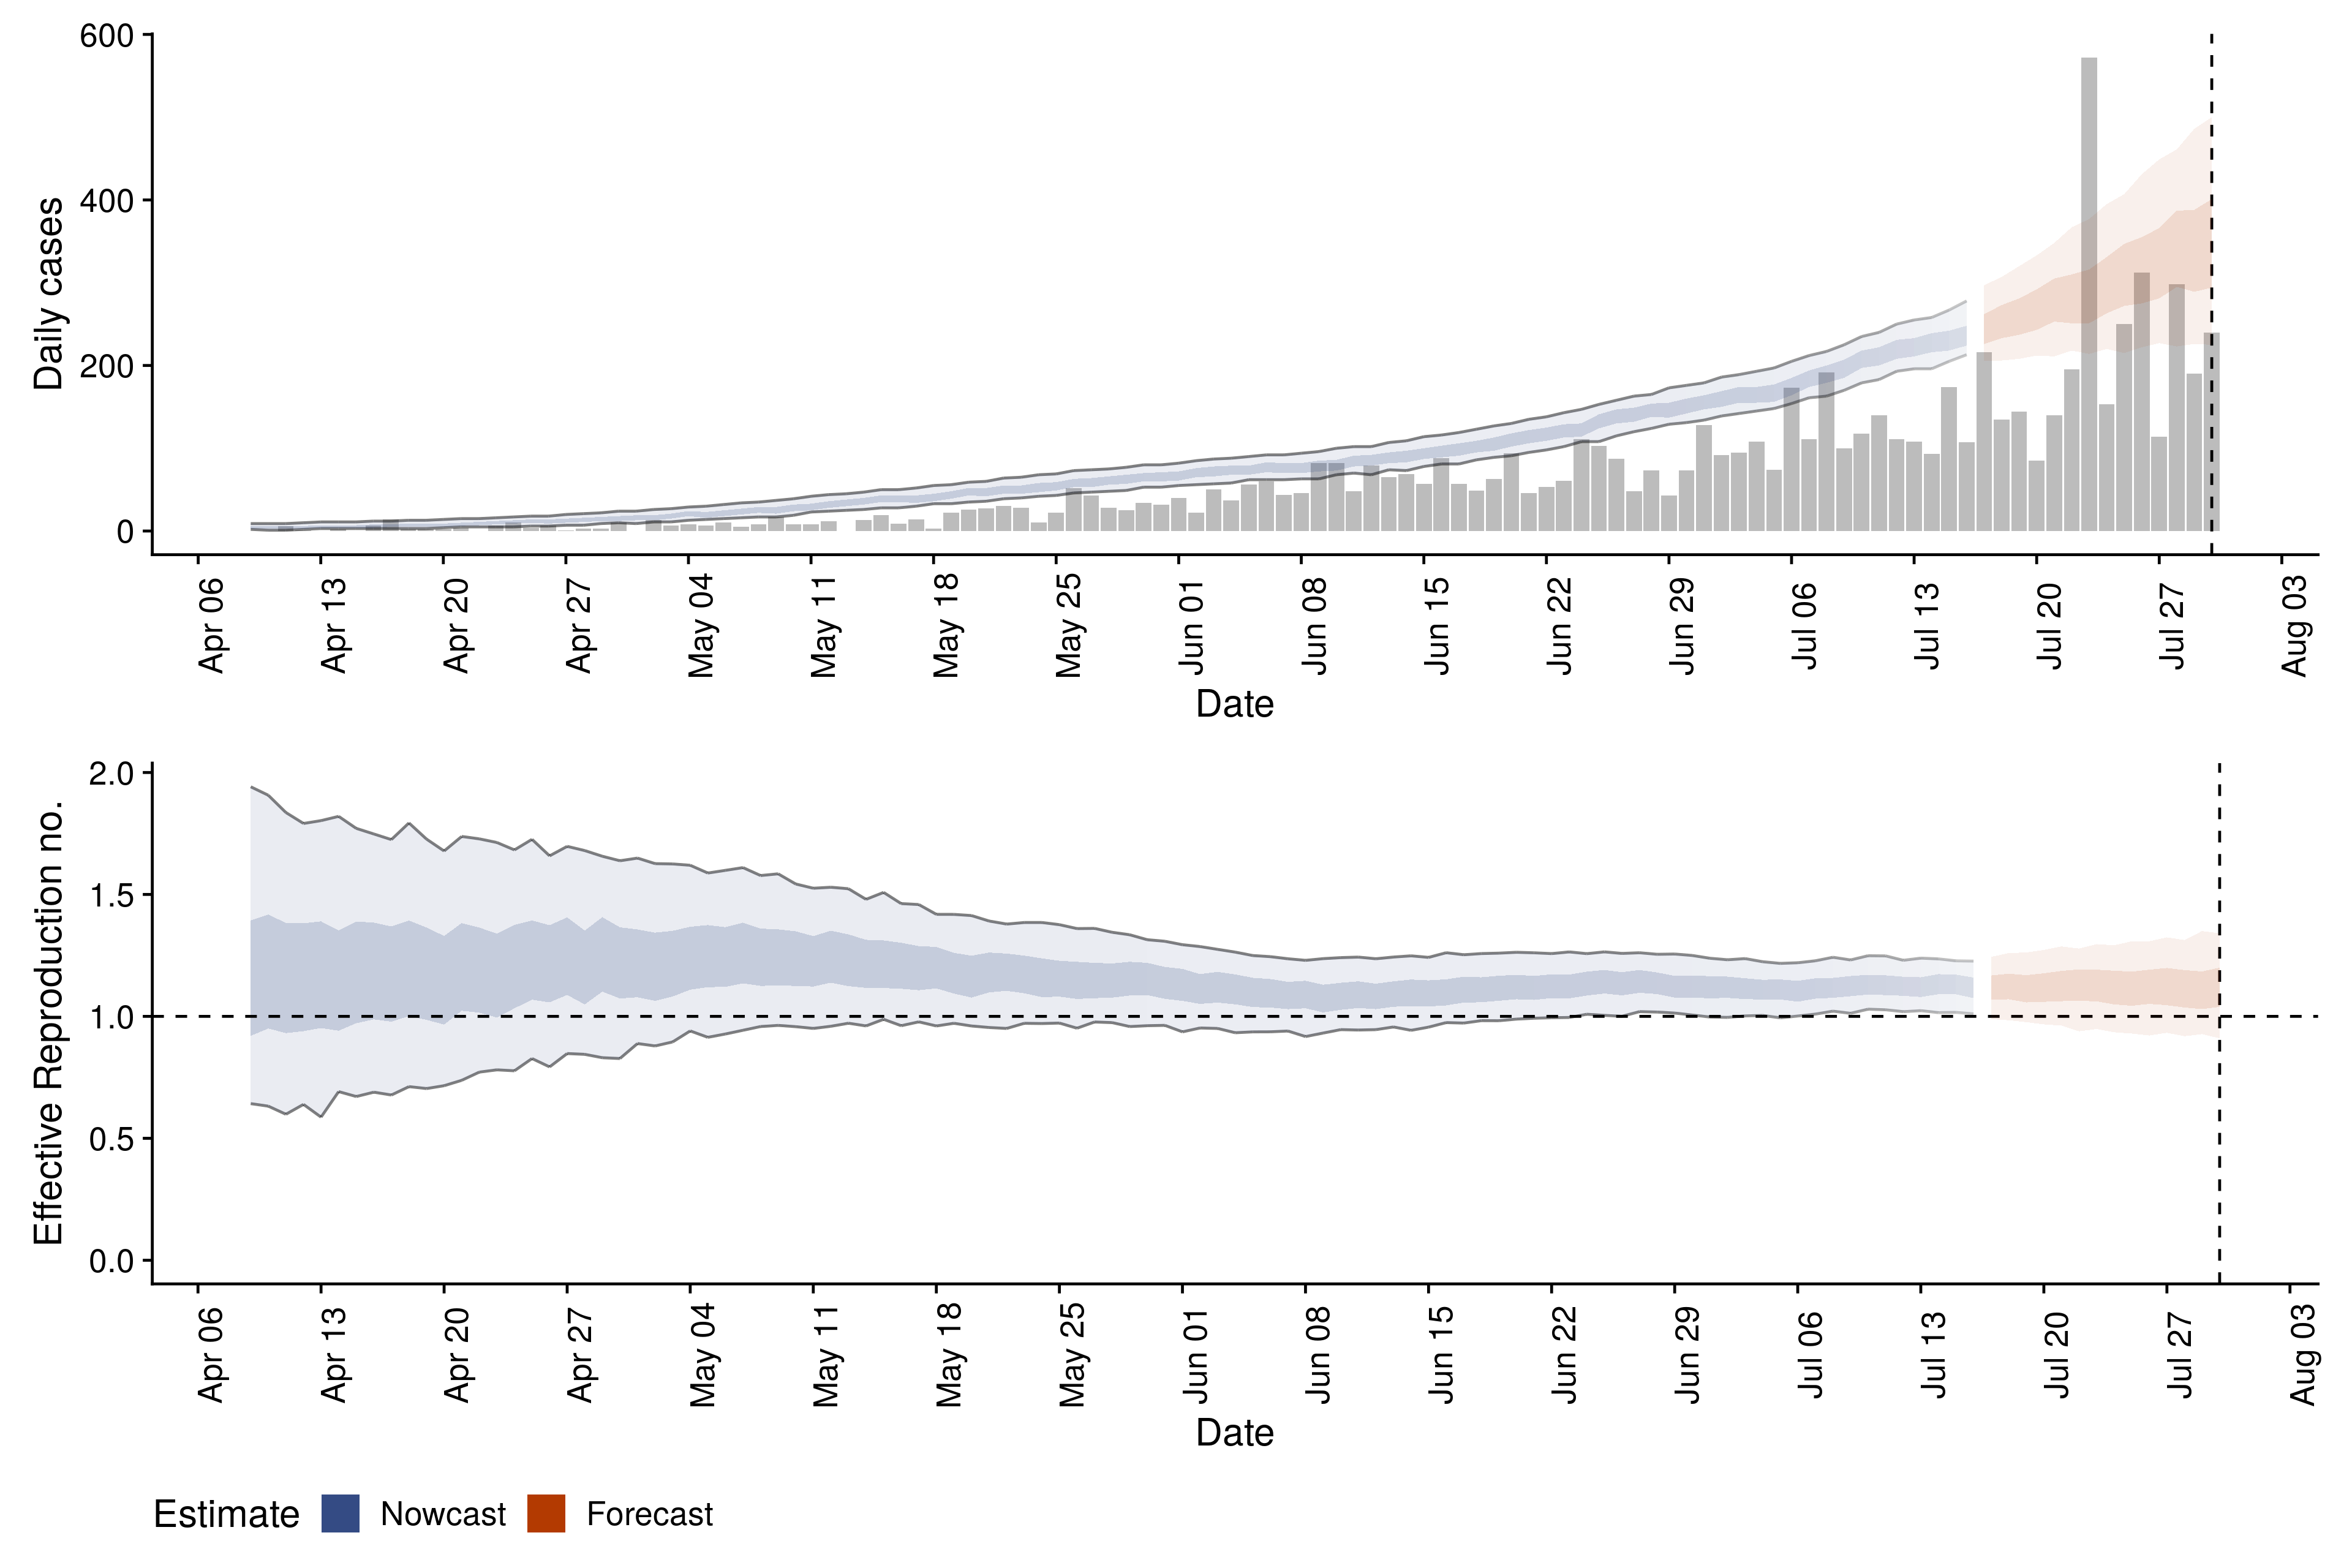 600
400
200
0
Daily cases
Apr 06
Apr 13
Apr 20
Apr 27
May 04
May 11
May 18
May 25
Jun 01
Jun 08
Jun 15
Jun 22
Jun 29
Jul 06
Jul 13
Jul 20
Jul 27
Aug 03
Date
2.0
1.5
1.0
0.5
0.0
Effective Reproduction no.
Apr 06
Apr 13
Apr 20
Apr 27
May 04
May 11
May 18
May 25
Jun 01
Jun 08
Jun 15
Jun 22
Jun 29
Jul 06
Jul 13
Jul 20
Jul 27
Aug 03
Date
Estimate Nowcast Forecast